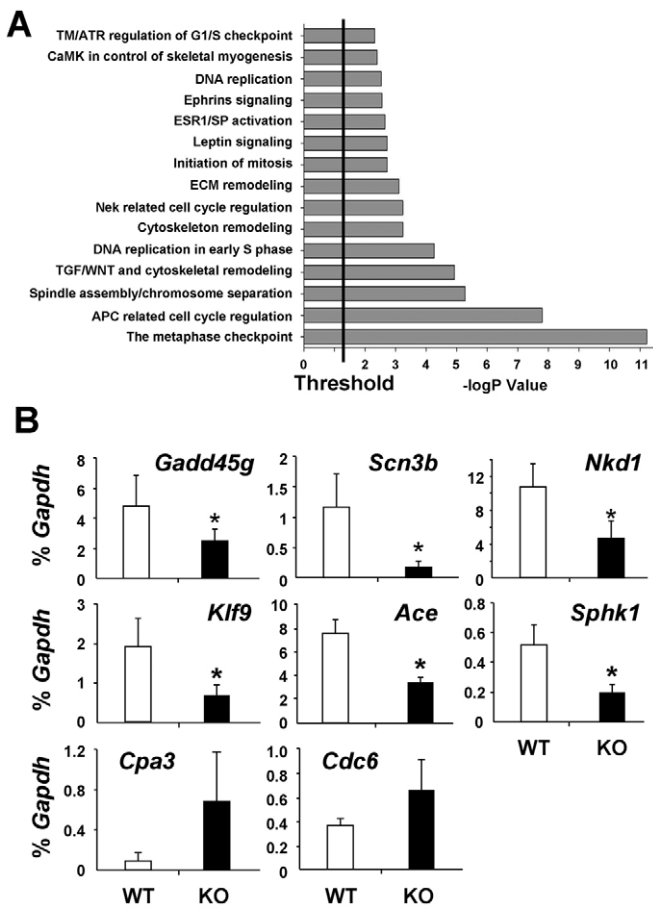 A
TM/ATR regulation of G1/S checkpoint
CaMK in control of skeletal myogenesis
DNA replication
Ephrins signaling
ESR1/SP activation
Leptin signaling
Initiation of mitosis
ECM remodeling
Nek related cell cycle regulation
Cytoskeleton remodeling
DNA replication in early S phase
TGF/WNT and cytoskeletal remodeling
Spindle assembly/chromosome separation
APC related cell cycle regulation
The metaphase checkpoint
0 2 3 4 5 6 7 8 9 10 11
Threshold -logP Value
B
% Gapdh
Gadd45g
8
6
4
2
0
*
Scn3b
2
1.5
1
0.5
0
*
Nkd1
12
8
4
0
*
% Gapdh
Klf9
3
2
1
0
*
Ace
10
8
6
4
2
0
*
Sphk1
0.8
0.6
0.4
0.2
0
*
WT KO
% Gapdh
Cpa3
1.2
0.8
0.4
0
WT KO
Cdc6
1.0
0.8
0.6
0.4
0.2
0
WT KO